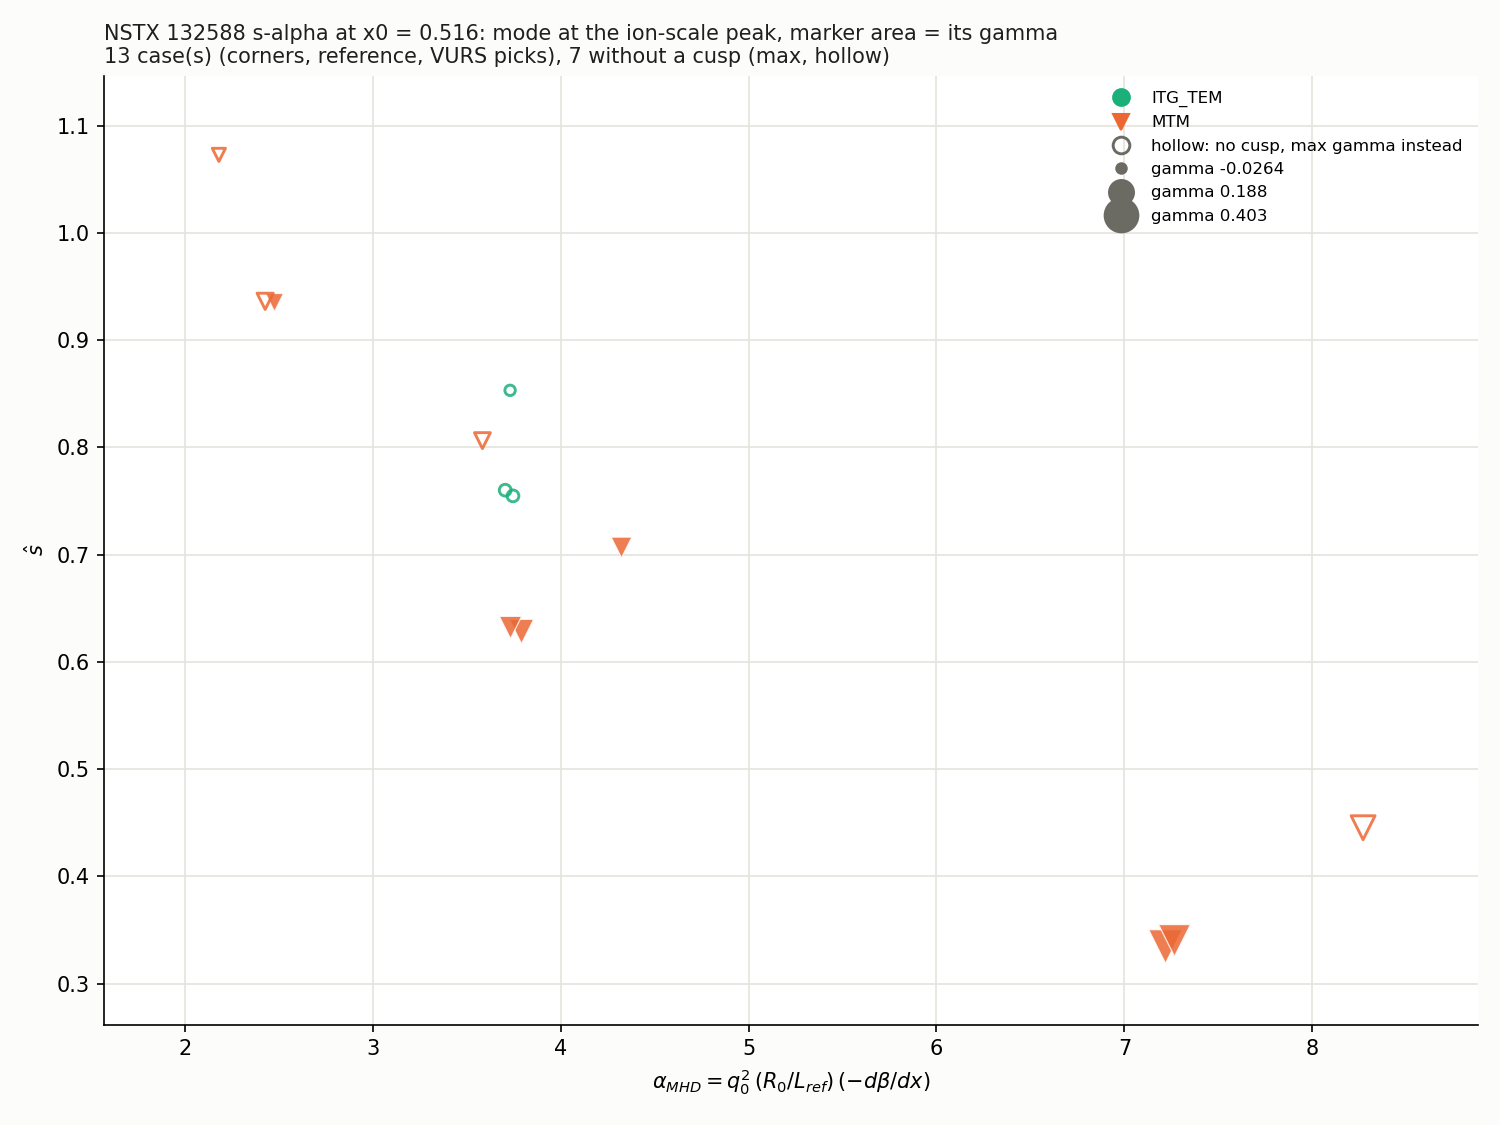 NSTX 132588 s-alpha at x0 = 0.516: mode at the ion-scale peak, marker area = its gamma
13 case(s) (corners, reference, VURS picks), 7 without a cusp (max, hollow)
ITG_TEM
MTM
hollow: no cusp, max gamma instead
gamma -0.0264
gamma 0.188
gamma 0.403
1.1
1.0
0.9
0.8
0.7
0.6
0.5
0.4
0.3
ŝ
2 3 4 5 6 7 8
α_MHD = q_0^2 (R_0/L_ref) (−dβ/dx)